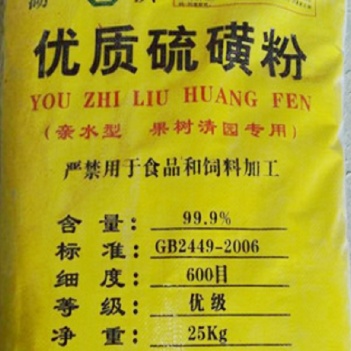 优质硫磺粉
YOU ZHI LIU HUANG FEN
(亲水型 果树清园专用)
严禁用于食品和饲料加工
含量: 99.9%
标准: GB2449-2006
细度: 600目
等级: 优级
净重: 25Kg